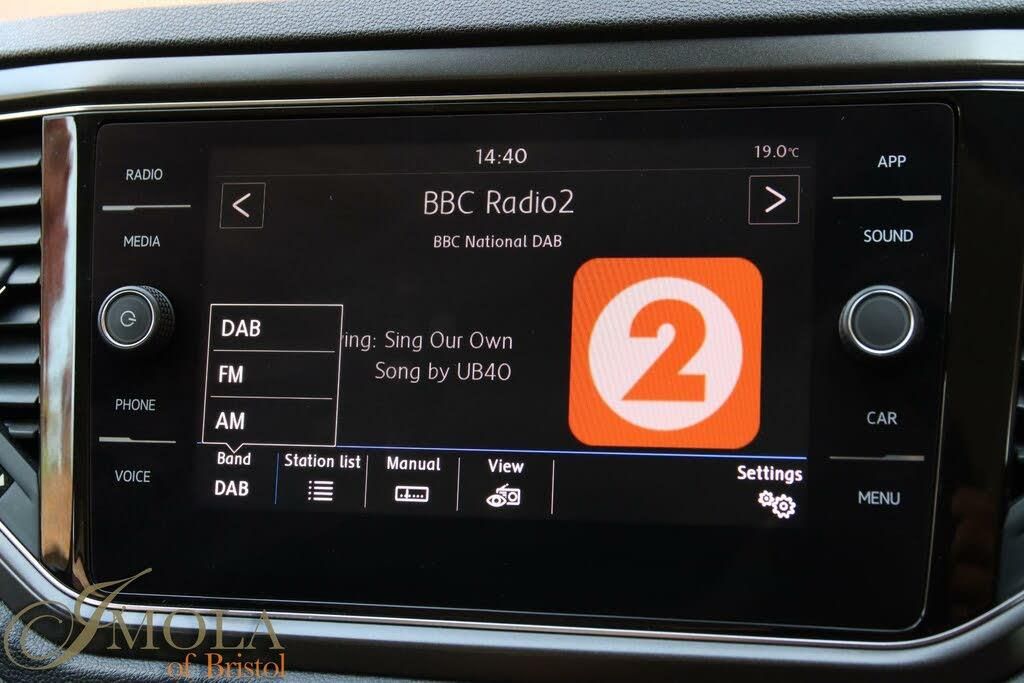 14:40
19.0°C
RADIO
MEDIA
PHONE
VOICE
<
BBC Radio2
>
BBC National DAB
2
ing: Sing Our Own
Song by UB40
DAB
FM
AM
Band
DAB
Station list
Manual
View
Settings
APP
SOUND
CAR
MENU
IMOLA
of Bristol